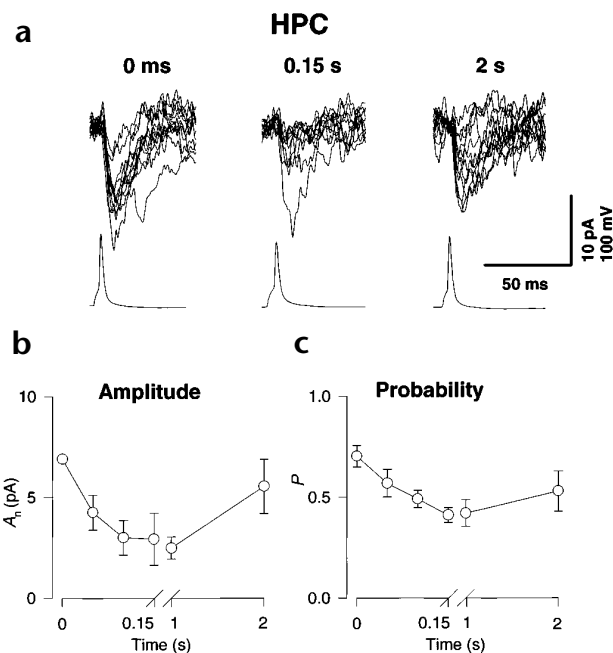 a
HPC
0 ms
0.15 s
2 s
10 pA
100 mV
50 ms
b
Amplitude
10
5
0
An (pA)
0
0.15
1
2
Time (s)
c
Probability
1.0
0.5
0.0
P
0
0.15
1
2
Time (s)